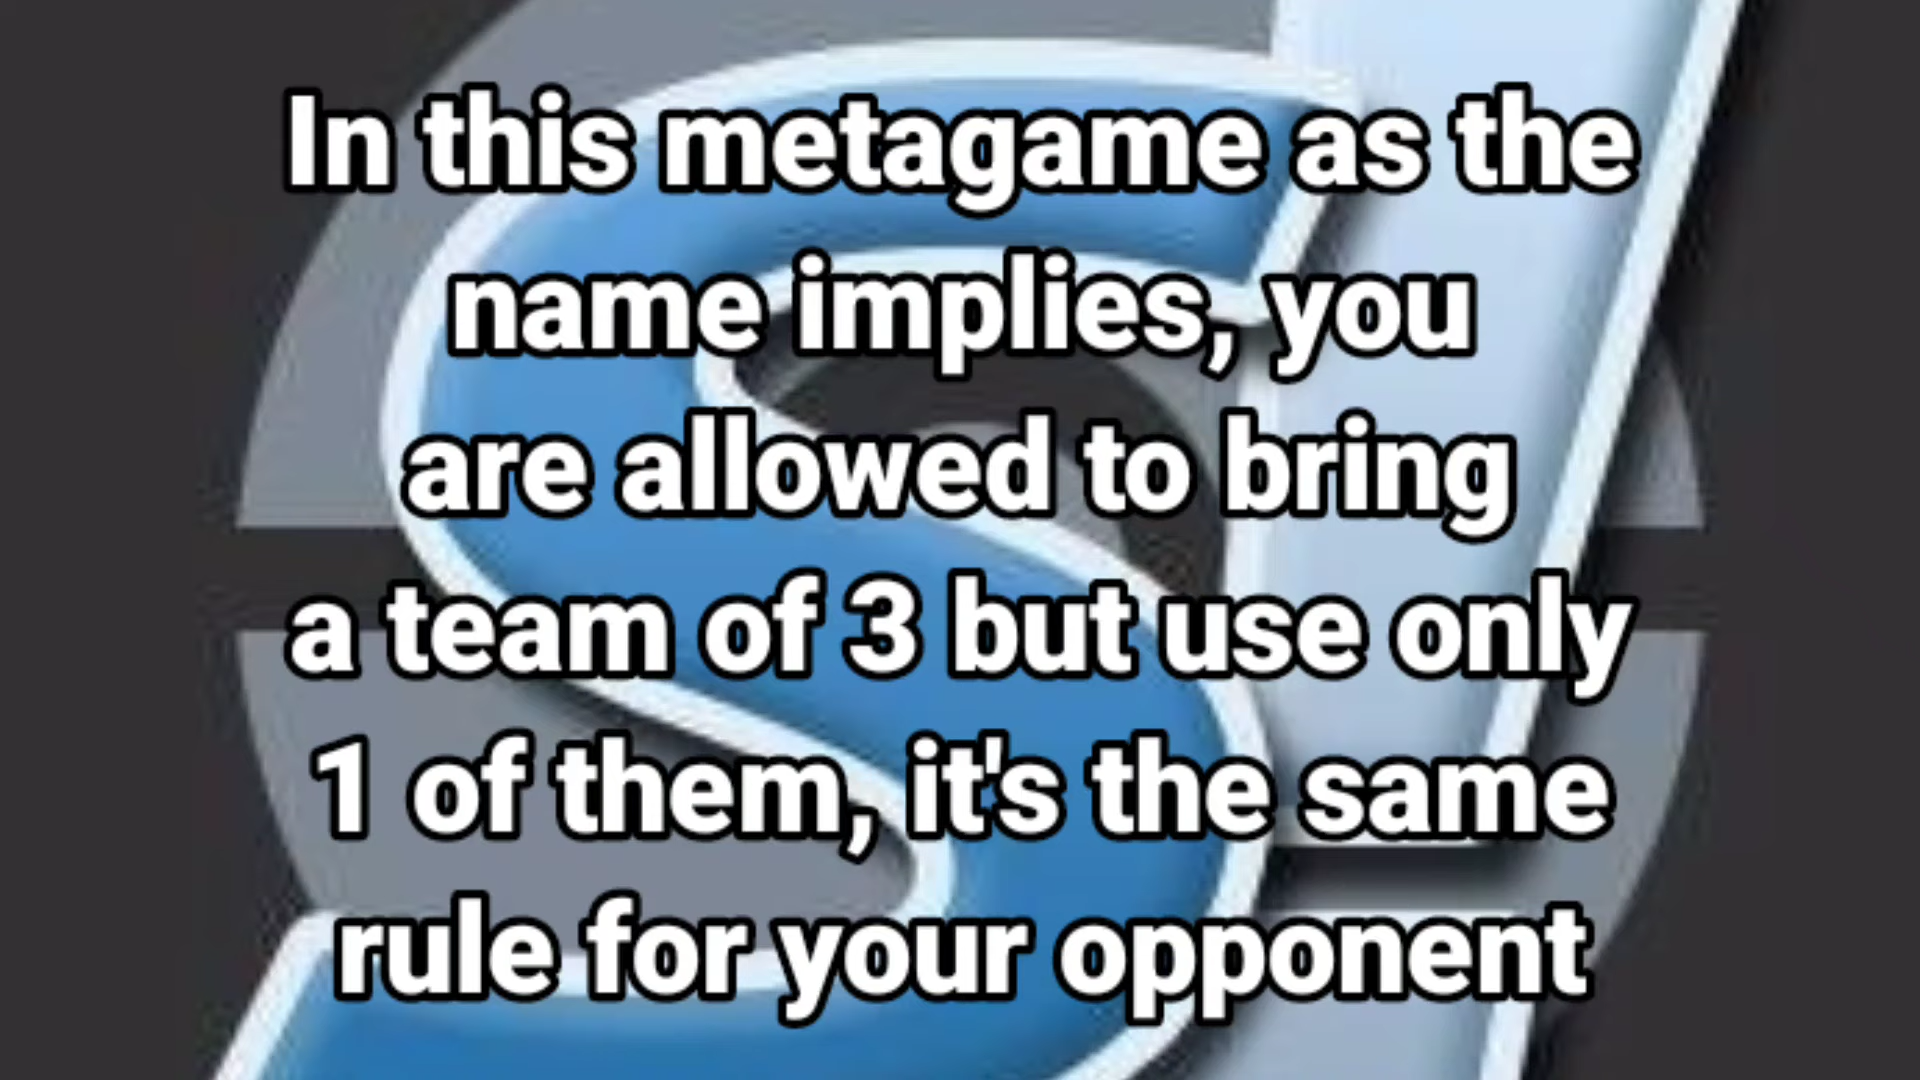 In this metagame as the
name implies, you
are allowed to bring
a team of 3 but use only
1 of them, it's the same
rule for your opponent